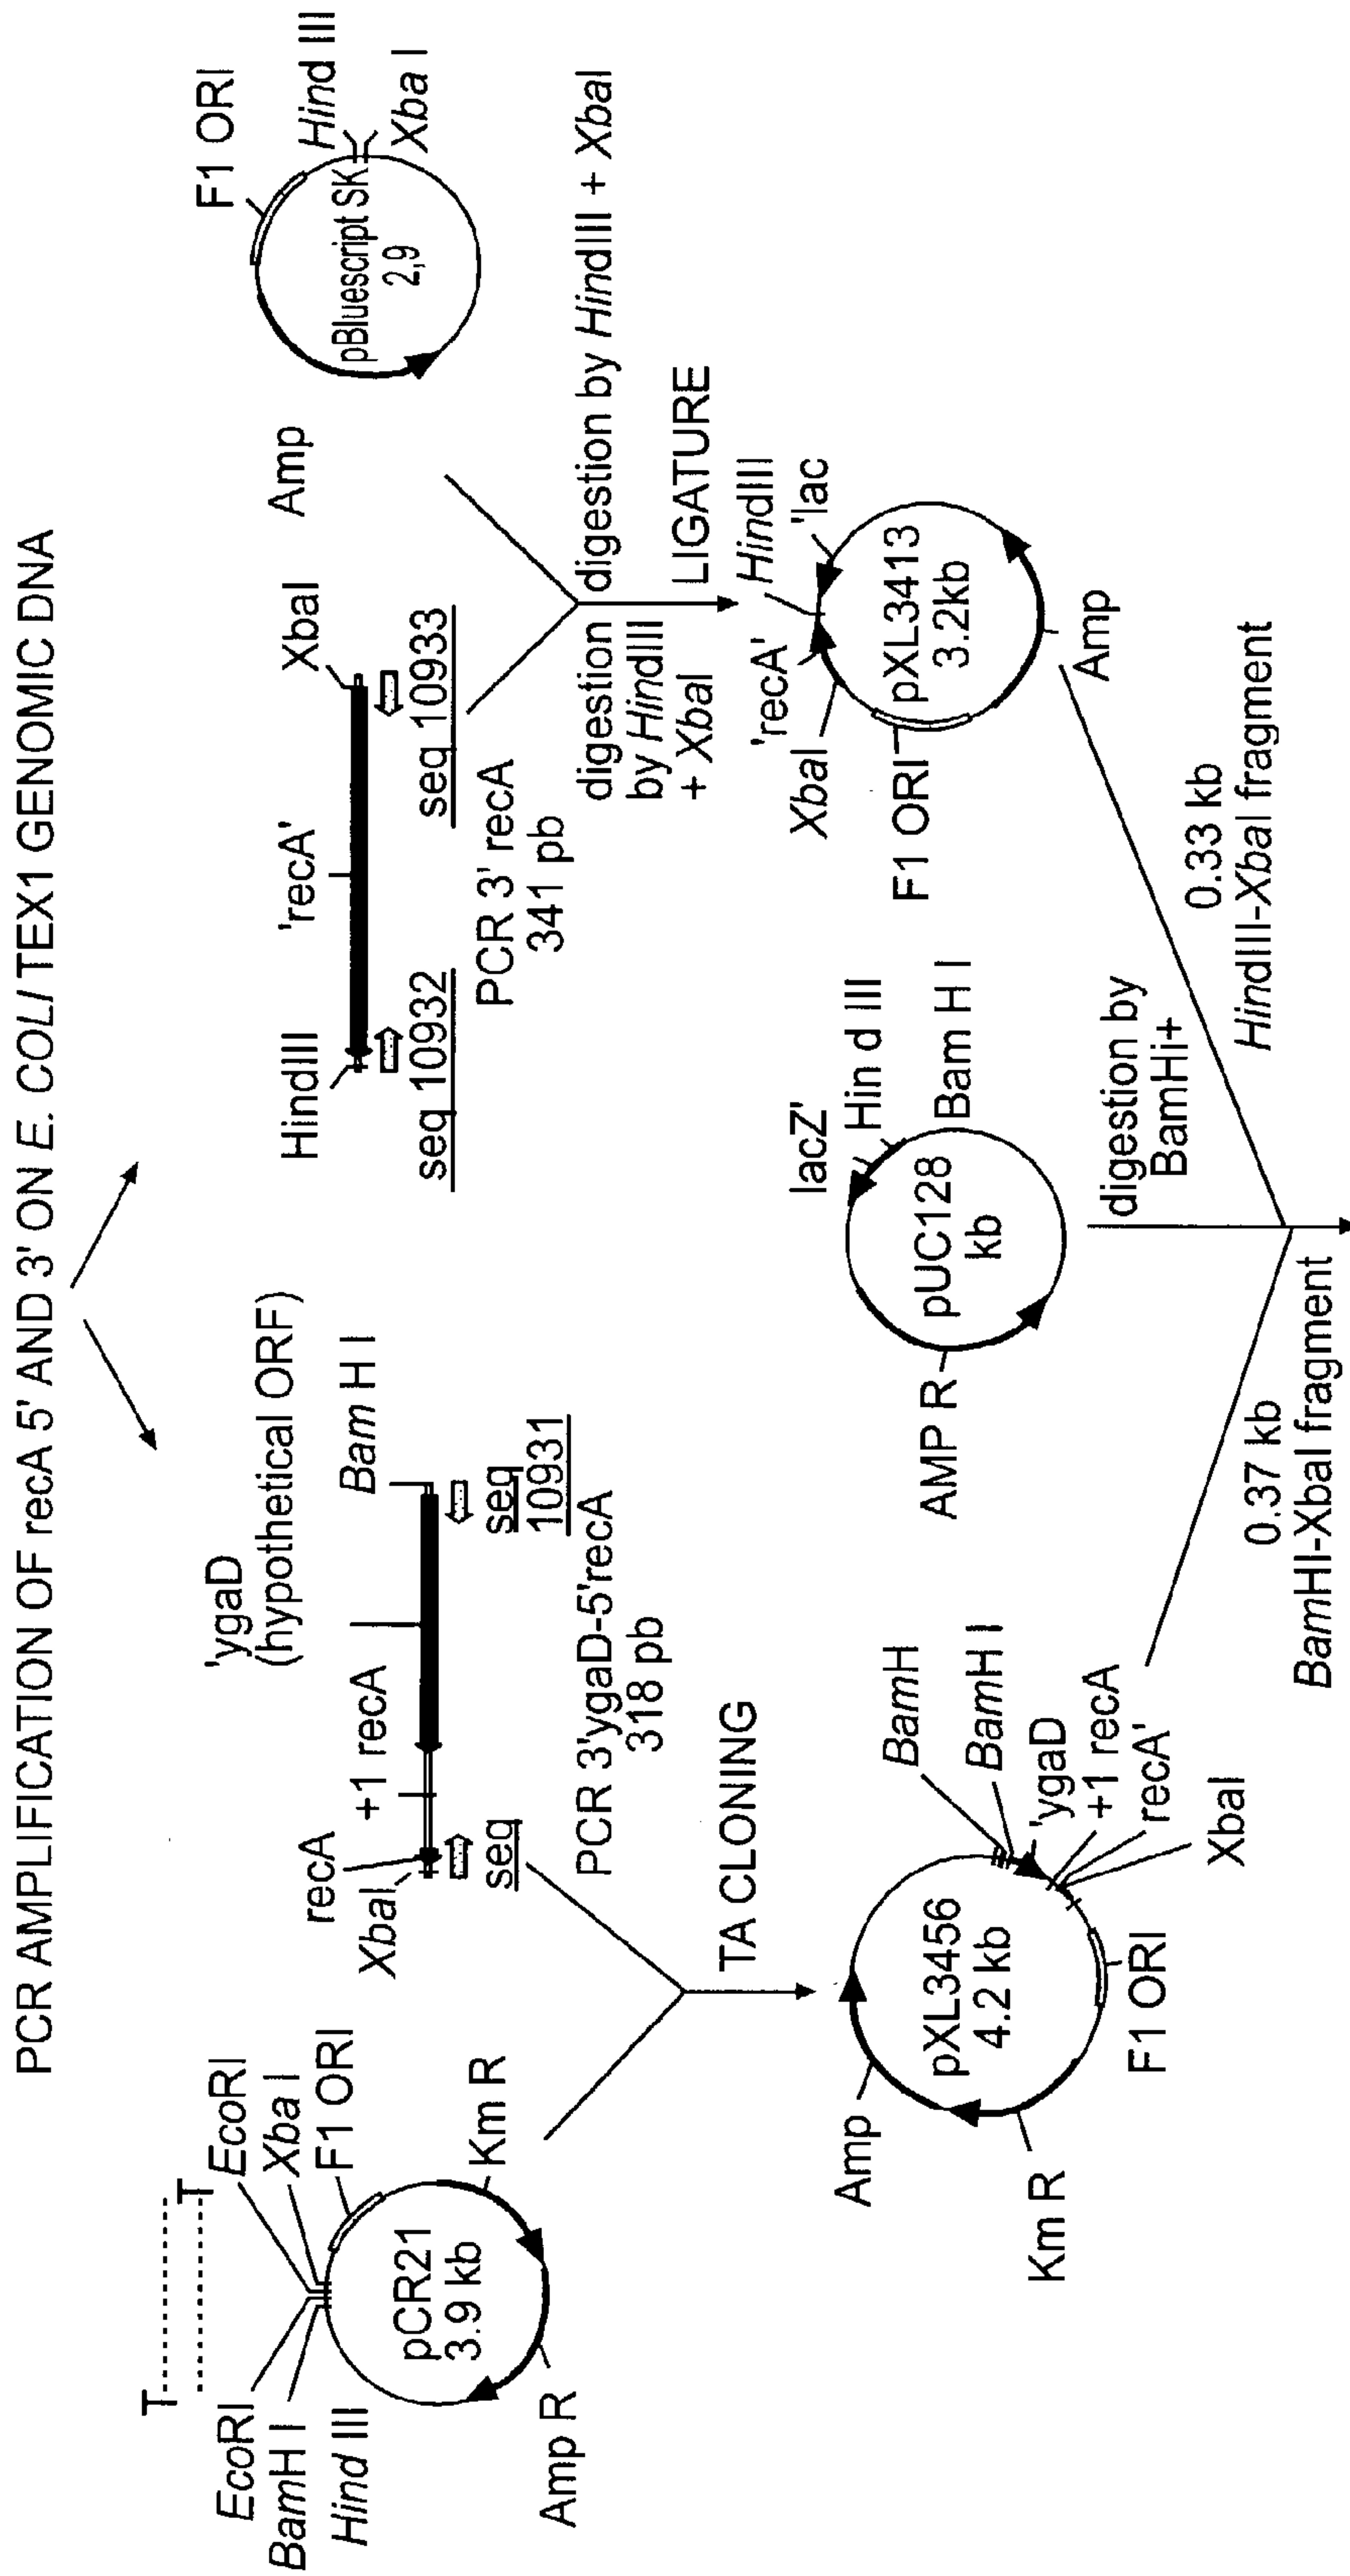 PCR AMPLIFICATION OF recA 5' AND 3' ON E. COLI TEX1 GENOMIC DNA
T
T
EcoRI
BamH I
Hind III
EcoRI
Xba I
F1 ORI
pCR21
3.9 kb
Amp R
Km R
'ygaD
(hypothetical ORF)
recA
+1 recA
XbaI
Bam H I
seq
seq
10931
PCR 3'ygaD-5'recA
318 pb
TA CLONING
HindIII
'recA'
XbaI
seq 10932
seq 10933
PCR 3' recA
341 pb
F1 ORI
Hind III
Xba I
pBluescript SK
2,9
Amp
digestion
by HindIII
+ XbaI
digestion by HindIII + XbaI
LIGATURE
BamH
BamH I
'ygaD
+1 recA
recA'
XbaI
pXL3456
4.2 kb
Amp
Km R
F1 ORI
lacZ'
Hin d III
Bam H I
pUC128
kb
AMP R
digestion by
BamHi+
HindIII
'lac
'recA'
XbaI
F1 ORI
pXL3413
3.2kb
Amp
0.37 kb
BamHI-XbaI fragment
0.33 kb
HindIII-XbaI fragment